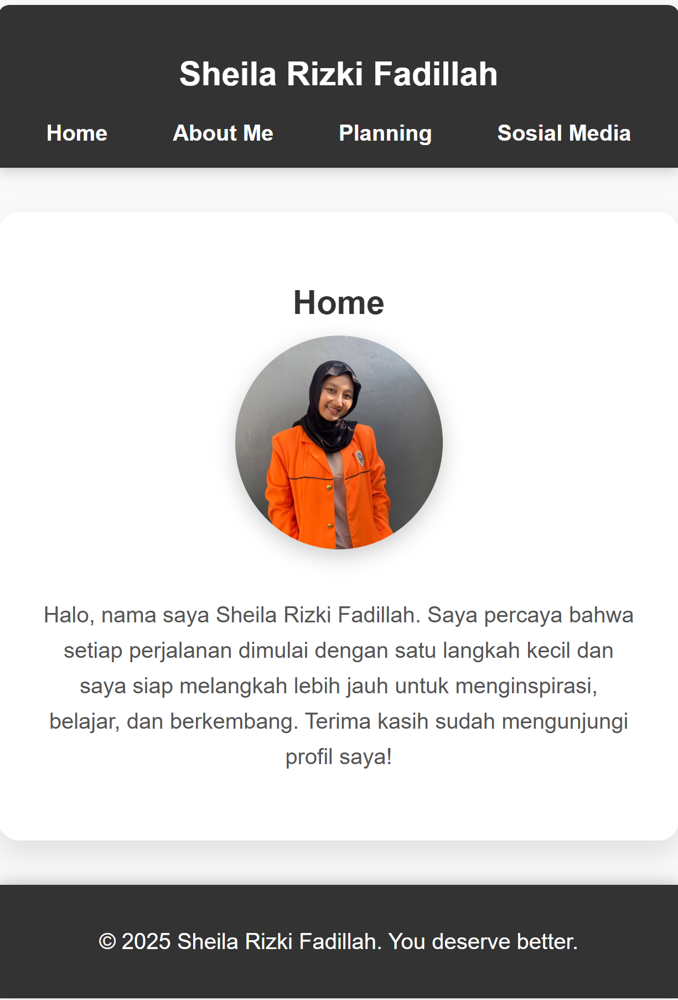 Sheila Rizki Fadillah
Home About Me Planning Sosial Media
Home
Halo, nama saya Sheila Rizki Fadillah. Saya percaya bahwa
setiap perjalanan dimulai dengan satu langkah kecil dan
saya siap melangkah lebih jauh untuk menginspirasi,
belajar, dan berkembang. Terima kasih sudah mengunjungi
profil saya!
© 2025 Sheila Rizki Fadillah. You deserve better.